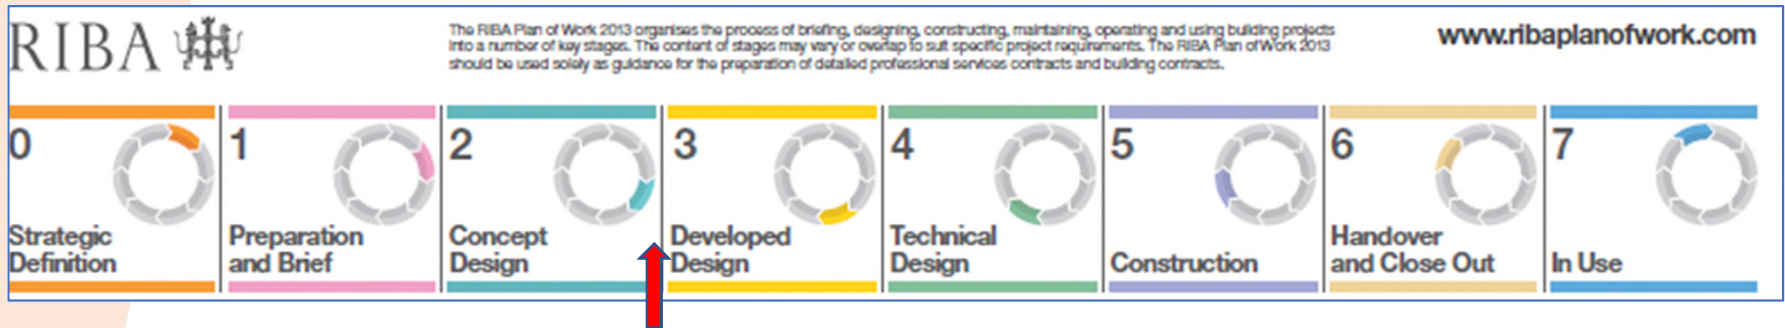 RIBA
The RIBA Plan of Work 2013 organises the process of briefing, designing, constructing, maintaining, operating and using building projects
into a number of key stages. The content of stages may vary or overlap to suit specific project requirements. The RIBA Plan of Work 2013
should be used solely as guidance for the preparation of detailed professional services contracts and building contracts.
www.ribaplanofwork.com
0
Strategic
Definition
1
Preparation
and Brief
2
Concept
Design
3
Developed
Design
4
Technical
Design
5
Construction
6
Handover
and Close Out
7
In Use